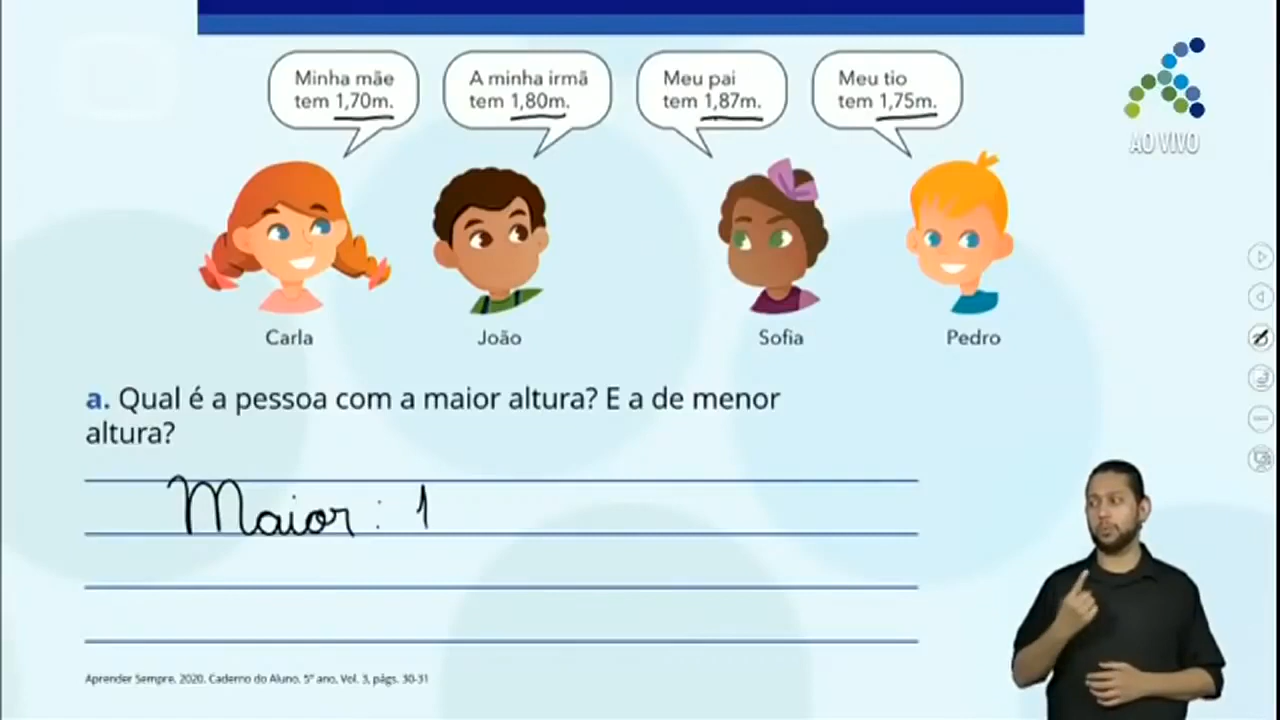 Minha mãe
tem 1,70m.
A minha irmã
tem 1,80m.
Meu pai
tem 1,87m.
Meu tio
tem 1,75m.
AO VIVO
Carla
João
Sofia
Pedro
a. Qual é a pessoa com a maior altura? E a de menor
altura?
Maior: 1
Aprender Sempre, 2020. Caderno do Aluno, 5º ano, Vol. 3, págs. 30-31